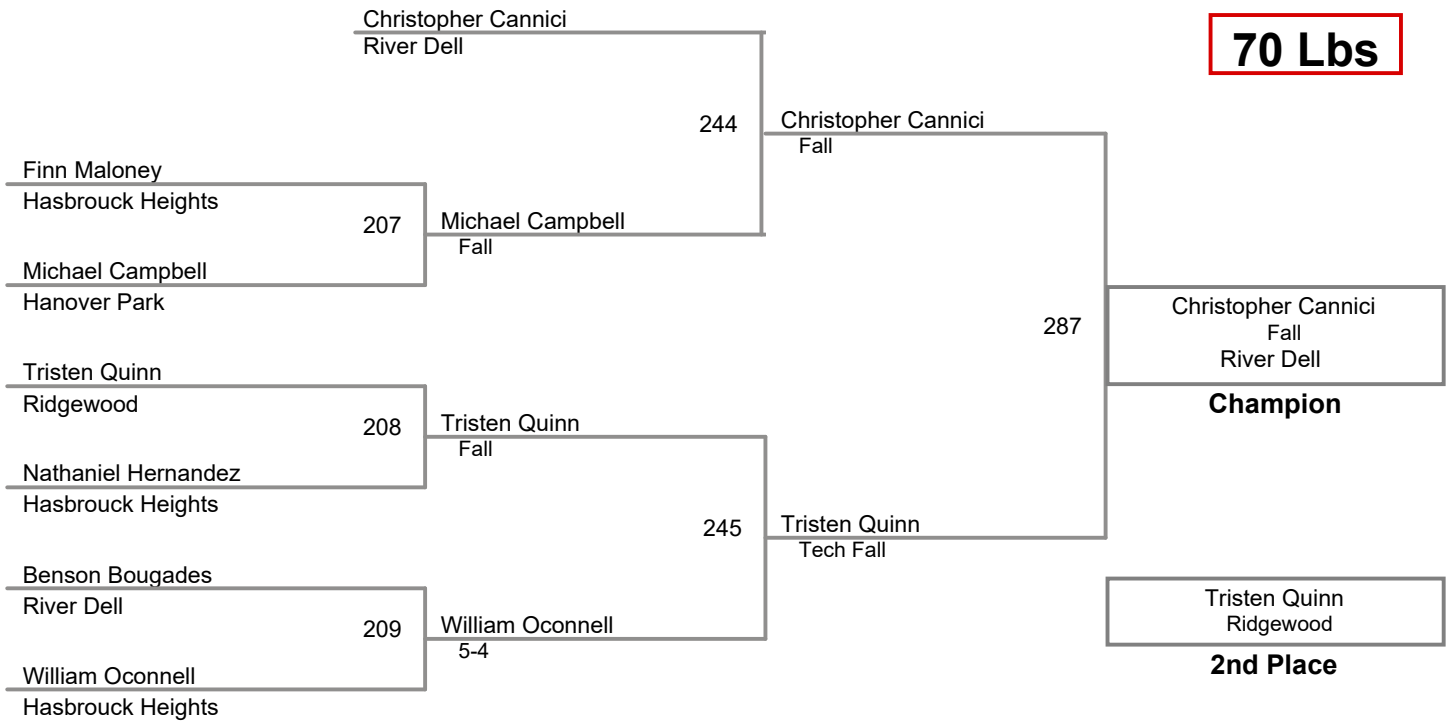 Christopher Cannici
River Dell
70 Lbs
244
Christopher Cannici
Fall
Finn Maloney
Hasbrouck Heights
207
Michael Campbell
Fall
Michael Campbell
Hanover Park
287
Christopher Cannici
Fall
River Dell
Champion
Tristen Quinn
Ridgewood
208
Tristen Quinn
Fall
Nathaniel Hernandez
Hasbrouck Heights
245
Tristen Quinn
Tech Fall
Benson Bougades
River Dell
209
William Oconnell
5-4
William Oconnell
Hasbrouck Heights
Tristen Quinn
Ridgewood
2nd Place